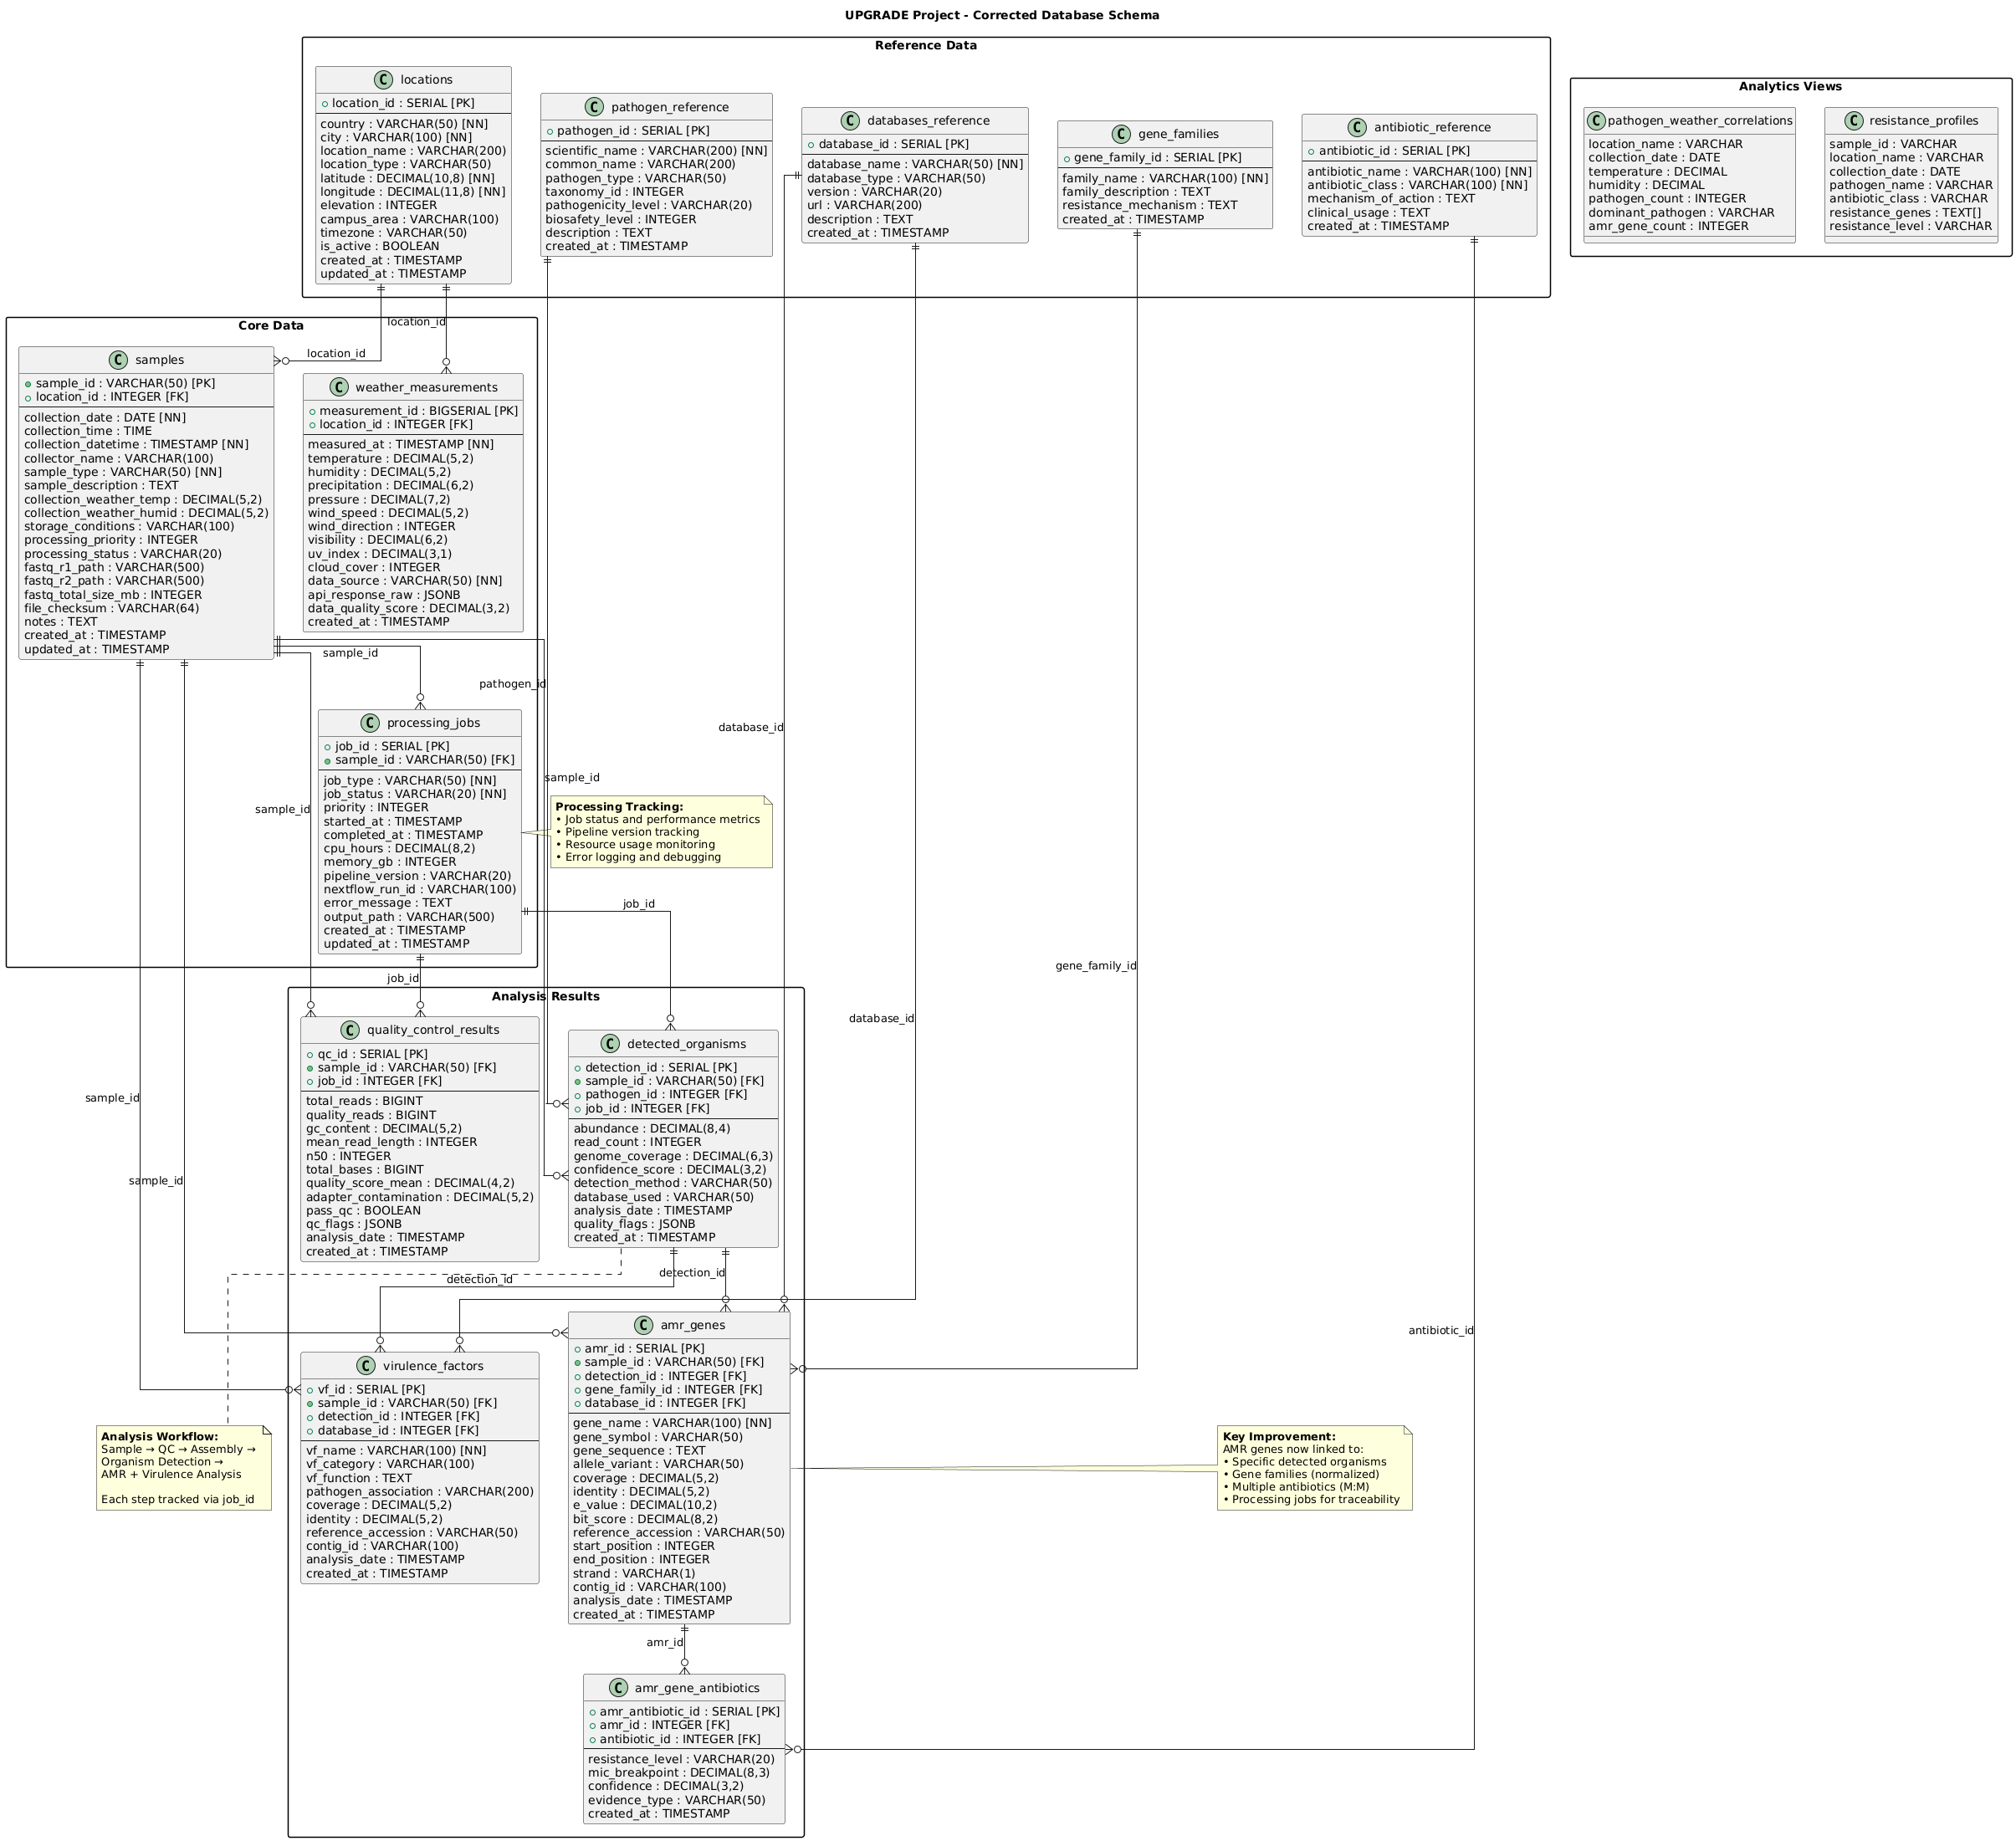 UPGRADE Project - Corrected Database Schema
Reference Data
C locations
location_id : SERIAL [PK]
country : VARCHAR(50) [NN]
city : VARCHAR(100) [NN]
location_name : VARCHAR(200)
location_type : VARCHAR(50)
latitude : DECIMAL(10,8) [NN]
longitude : DECIMAL(11,8) [NN]
elevation : INTEGER
campus_area : VARCHAR(100)
timezone : VARCHAR(50)
is_active : BOOLEAN
created_at : TIMESTAMP
updated_at : TIMESTAMP
C pathogen_reference
pathogen_id : SERIAL [PK]
scientific_name : VARCHAR(200) [NN]
common_name : VARCHAR(200)
pathogen_type : VARCHAR(50)
taxonomy_id : INTEGER
pathogenicity_level : VARCHAR(20)
biosafety_level : INTEGER
description : TEXT
created_at : TIMESTAMP
C databases_reference
database_id : SERIAL [PK]
database_name : VARCHAR(50) [NN]
database_type : VARCHAR(50)
version : VARCHAR(20)
url : VARCHAR(200)
description : TEXT
created_at : TIMESTAMP
C gene_families
gene_family_id : SERIAL [PK]
family_name : VARCHAR(100) [NN]
family_description : TEXT
resistance_mechanism : TEXT
created_at : TIMESTAMP
C antibiotic_reference
antibiotic_id : SERIAL [PK]
antibiotic_name : VARCHAR(100) [NN]
antibiotic_class : VARCHAR(100) [NN]
mechanism_of_action : TEXT
clinical_usage : TEXT
created_at : TIMESTAMP
Analytics Views
C pathogen_weather_correlations
location_name : VARCHAR
collection_date : DATE
temperature : DECIMAL
humidity : DECIMAL
pathogen_count : INTEGER
dominant_pathogen : VARCHAR
amr_gene_count : INTEGER
C resistance_profiles
sample_id : VARCHAR
location_name : VARCHAR
collection_date : DATE
pathogen_name : VARCHAR
antibiotic_class : VARCHAR
resistance_genes : TEXT[]
resistance_level : VARCHAR
Core Data
location_id
location_id
C samples
sample_id : VARCHAR(50) [PK]
location_id : INTEGER [FK]
collection_date : DATE [NN]
collection_time : TIME
collection_datetime : TIMESTAMP [NN]
collector_name : VARCHAR(100)
sample_type : VARCHAR(50) [NN]
sample_description : TEXT
collection_weather_temp : DECIMAL(5,2)
collection_weather_humid : DECIMAL(5,2)
storage_conditions : VARCHAR(100)
processing_priority : INTEGER
processing_status : VARCHAR(20)
fastq_r1_path : VARCHAR(500)
fastq_r2_path : VARCHAR(500)
fastq_total_size_mb : INTEGER
file_checksum : VARCHAR(64)
notes : TEXT
created_at : TIMESTAMP
updated_at : TIMESTAMP
C weather_measurements
measurement_id : BIGSERIAL [PK]
location_id : INTEGER [FK]
measured_at : TIMESTAMP [NN]
temperature : DECIMAL(5,2)
humidity : DECIMAL(5,2)
precipitation : DECIMAL(6,2)
pressure : DECIMAL(7,2)
wind_speed : DECIMAL(5,2)
wind_direction : INTEGER
visibility : DECIMAL(6,2)
uv_index : DECIMAL(3,1)
cloud_cover : INTEGER
data_source : VARCHAR(50) [NN]
api_response_raw : JSONB
data_quality_score : DECIMAL(3,2)
created_at : TIMESTAMP
sample_id
pathogen_id
database_id
sample_id
sample_id
C processing_jobs
job_id : SERIAL [PK]
sample_id : VARCHAR(50) [FK]
job_type : VARCHAR(50) [NN]
job_status : VARCHAR(20) [NN]
priority : INTEGER
started_at : TIMESTAMP
completed_at : TIMESTAMP
cpu_hours : DECIMAL(8,2)
memory_gb : INTEGER
pipeline_version : VARCHAR(20)
nextflow_run_id : VARCHAR(100)
error_message : TEXT
output_path : VARCHAR(500)
created_at : TIMESTAMP
updated_at : TIMESTAMP
Processing Tracking:
• Job status and performance metrics
• Pipeline version tracking
• Resource usage monitoring
• Error logging and debugging
job_id
job_id
gene_family_id
database_id
Analysis Results
C quality_control_results
qc_id : SERIAL [PK]
sample_id : VARCHAR(50) [FK]
job_id : INTEGER [FK]
total_reads : BIGINT
quality_reads : BIGINT
gc_content : DECIMAL(5,2)
mean_read_length : INTEGER
n50 : INTEGER
total_bases : BIGINT
quality_score_mean : DECIMAL(4,2)
adapter_contamination : DECIMAL(5,2)
pass_qc : BOOLEAN
qc_flags : JSONB
analysis_date : TIMESTAMP
created_at : TIMESTAMP
C detected_organisms
detection_id : SERIAL [PK]
sample_id : VARCHAR(50) [FK]
pathogen_id : INTEGER [FK]
job_id : INTEGER [FK]
abundance : DECIMAL(8,4)
read_count : INTEGER
genome_coverage : DECIMAL(6,3)
confidence_score : DECIMAL(3,2)
detection_method : VARCHAR(50)
database_used : VARCHAR(50)
analysis_date : TIMESTAMP
quality_flags : JSONB
created_at : TIMESTAMP
sample_id
sample_id
detection_id
detection_id
antibiotic_id
C virulence_factors
vf_id : SERIAL [PK]
sample_id : VARCHAR(50) [FK]
detection_id : INTEGER [FK]
database_id : INTEGER [FK]
vf_name : VARCHAR(100) [NN]
vf_category : VARCHAR(100)
vf_function : TEXT
pathogen_association : VARCHAR(200)
coverage : DECIMAL(5,2)
identity : DECIMAL(5,2)
reference_accession : VARCHAR(50)
contig_id : VARCHAR(100)
analysis_date : TIMESTAMP
created_at : TIMESTAMP
C amr_genes
amr_id : SERIAL [PK]
sample_id : VARCHAR(50) [FK]
detection_id : INTEGER [FK]
gene_family_id : INTEGER [FK]
database_id : INTEGER [FK]
gene_name : VARCHAR(100) [NN]
gene_symbol : VARCHAR(50)
gene_sequence : TEXT
allele_variant : VARCHAR(50)
coverage : DECIMAL(5,2)
identity : DECIMAL(5,2)
e_value : DECIMAL(10,2)
bit_score : DECIMAL(8,2)
reference_accession : VARCHAR(50)
start_position : INTEGER
end_position : INTEGER
strand : VARCHAR(1)
contig_id : VARCHAR(100)
analysis_date : TIMESTAMP
created_at : TIMESTAMP
Analysis Workflow:
Sample → QC → Assembly →
Organism Detection →
AMR + Virulence Analysis
Each step tracked via job_id
Key Improvement:
AMR genes now linked to:
• Specific detected organisms
• Gene families (normalized)
• Multiple antibiotics (M:M)
• Processing jobs for traceability
amr_id
C amr_gene_antibiotics
amr_antibiotic_id : SERIAL [PK]
amr_id : INTEGER [FK]
antibiotic_id : INTEGER [FK]
resistance_level : VARCHAR(20)
mic_breakpoint : DECIMAL(8,3)
confidence : DECIMAL(3,2)
evidence_type : VARCHAR(50)
created_at : TIMESTAMP